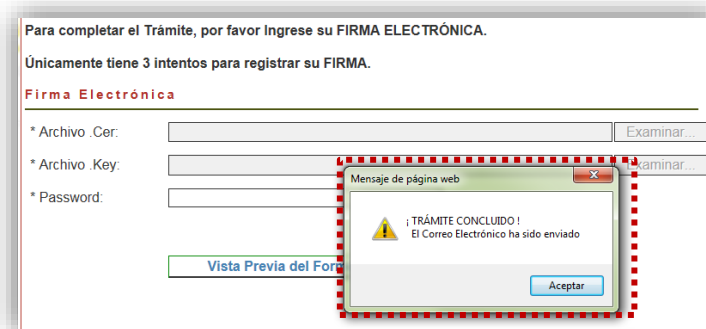 Para completar el Trámite, por favor Ingrese su FIRMA ELECTRÓNICA.
Únicamente tiene 3 intentos para registrar su FIRMA.
Firma Electrónica
* Archivo .Cer:
Examinar...
* Archivo .Key:
Examinar...
* Password:
Mensaje de página web
¡ TRÁMITE CONCLUIDO !
El Correo Electrónico ha sido enviado
Aceptar
Vista Previa del